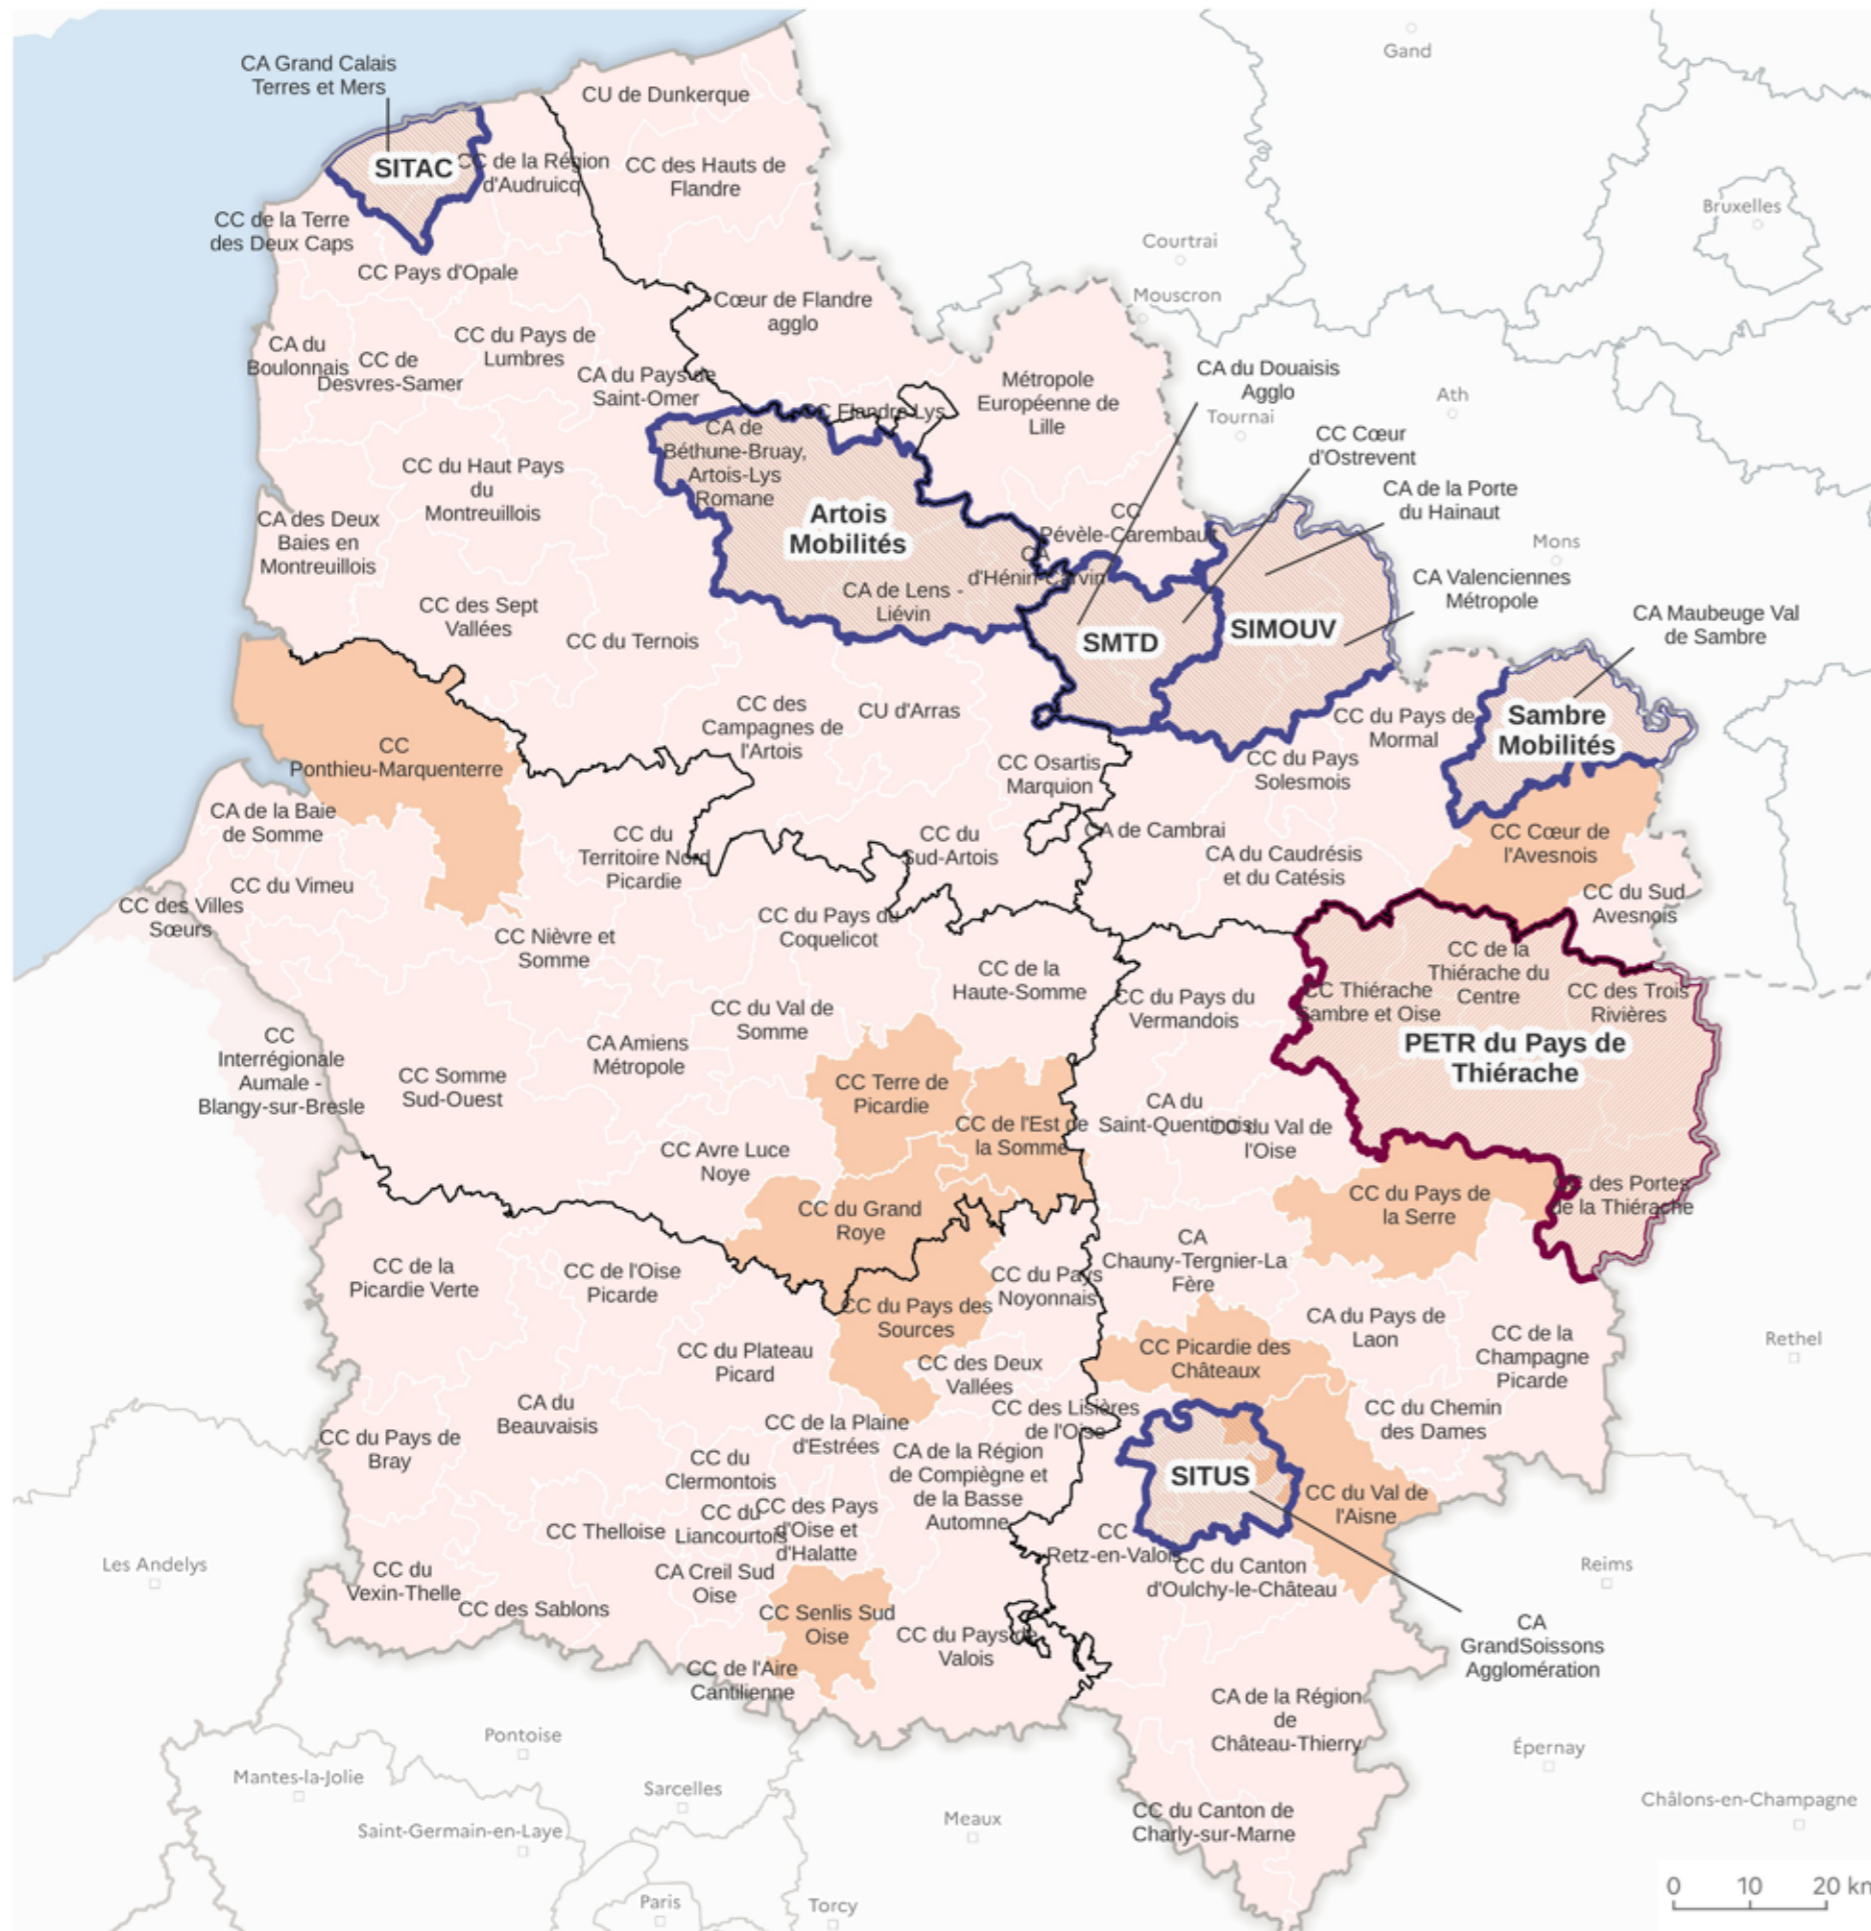 Gand
CA Grand Calais
Terres et Mers
CU de Dunkerque
SITAC
CC de la Région
d'Audruicq
CC des Hauts de
Flandre
Bruxelles
CC de la Terre
des Deux Caps
Courtrai
CC Pays d'Opale
Mouscron
Cœur de Flandre
agglo
CA du
Boulonnais
CC de
Desvres-Samer
CC du Pays de
Lumbres
CA du Pays de
Saint-Omer
Métropole
Européenne de
Lille
CA du Douaisis
Agglo
Ath
Tournai
CC Flandre Lys
CA de
Béthune-Bruay,
Artois-Lys
Romane
CC Cœur
d'Ostrevent
CC du Haut Pays
du
Montreuillois
CA de la Porte
du Hainaut
CA des Deux
Baies en
Montreuillois
Artois
Mobilités
CC
Pévèle-Carembault
Mons
CA
d'Hénin-Carvin
CA de Lens -
Liévin
CA Valenciennes
Métropole
CC des Sept
Vallées
CC du Ternois
SMTD
SIMOUV
CA Maubeuge Val
de Sambre
CC des
Campagnes de
l'Artois
CU d'Arras
CC du Pays de
Mormal
Sambre
Mobilités
CC
Ponthieu-Marquenterre
CC Osartis
Marquion
CC du Pays
Solesmois
CA de la Baie
de Somme
CC du
Territoire Nord
Picardie
CC du
Sud-Artois
CA de Cambrai
CA du Caudrésis
et du Catésis
CC Cœur de
l'Avesnois
CC du Vimeu
CC des Villes
Sœurs
CC du Sud
Avesnois
CC Nièvre et
Somme
CC du Pays du
Coquelicot
CC de la
Haute-Somme
CC du Pays du
Vermandois
CC Thiérache
Sambre et Oise
CC de la
Thiérache du
Centre
CC des Trois
Rivières
CC du Val de
Somme
PETR du Pays de
Thiérache
CC
Interrégionale
Aumale -
Blangy-sur-Bresle
CA Amiens
Métropole
CC Somme
Sud-Ouest
CC Terre de
Picardie
CC de l'Est de
la Somme
CA du
Saint-Quentinois
CC du Val de
l'Oise
CC Avre Luce
Noye
CC du Grand
Roye
CC du Pays de
la Serre
CC des Portes
de la Thiérache
CC de la
Picardie Verte
CC de l'Oise
Picarde
CC du Pays
Noyonnais
CA
Chauny-Tergnier-La
Fère
CC du Pays des
Sources
CA du Pays de
Laon
CC de la
Champagne
Picarde
Rethel
CC du Plateau
Picard
CC des Deux
Vallées
CC Picardie des
Châteaux
CA du
Beauvaisis
CC de la Plaine
d'Estrées
CC des Lisières
de l'Oise
CC du Chemin
des Dames
CC du Pays de
Bray
CC du
Clermontois
CA de la Région
de Compiègne et
de la Basse
Automne
SITUS
CC du Val de
l'Aisne
CC Thelloise
CC du
Liancourtois
CC des Pays
d'Oise et
d'Halatte
CC
Retz-en-Valois
CC du Canton
d'Oulchy-le-Château
Les Andelys
Reims
CC du
Vexin-Thelle
CC des Sablons
CA Creil Sud
Oise
CC Senlis Sud
Oise
CC du Pays de
Valois
CA
GrandSoissons
Agglomération
CC de l'Aire
Cantilienne
CA de la Région
de
Château-Thierry
Pontoise
Épernay
Mantes-la-Jolie
Sarcelles
Châlons-en-Champagne
Saint-Germain-en-Laye
Meaux
CC du Canton de
Charly-sur-Marne
Paris
Torcy
0 10 20 km